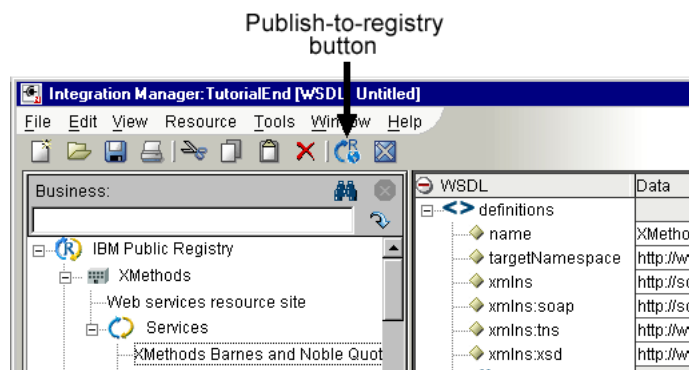 Publish-to-registry
button
Integration Manager:TutorialEnd [WSDL Untitled]
File Edit View Resource Tools Window Help
Business:
IBM Public Registry
XMethods
Web services resource site
Services
XMethods Barnes and Noble Quot
WSDL Data
definitions
name XMetho
targetNamespace http://w
xmlns http://sc
xmlns:soap http://sc
xmlns:tns http://w
xmlns:xsd http://w